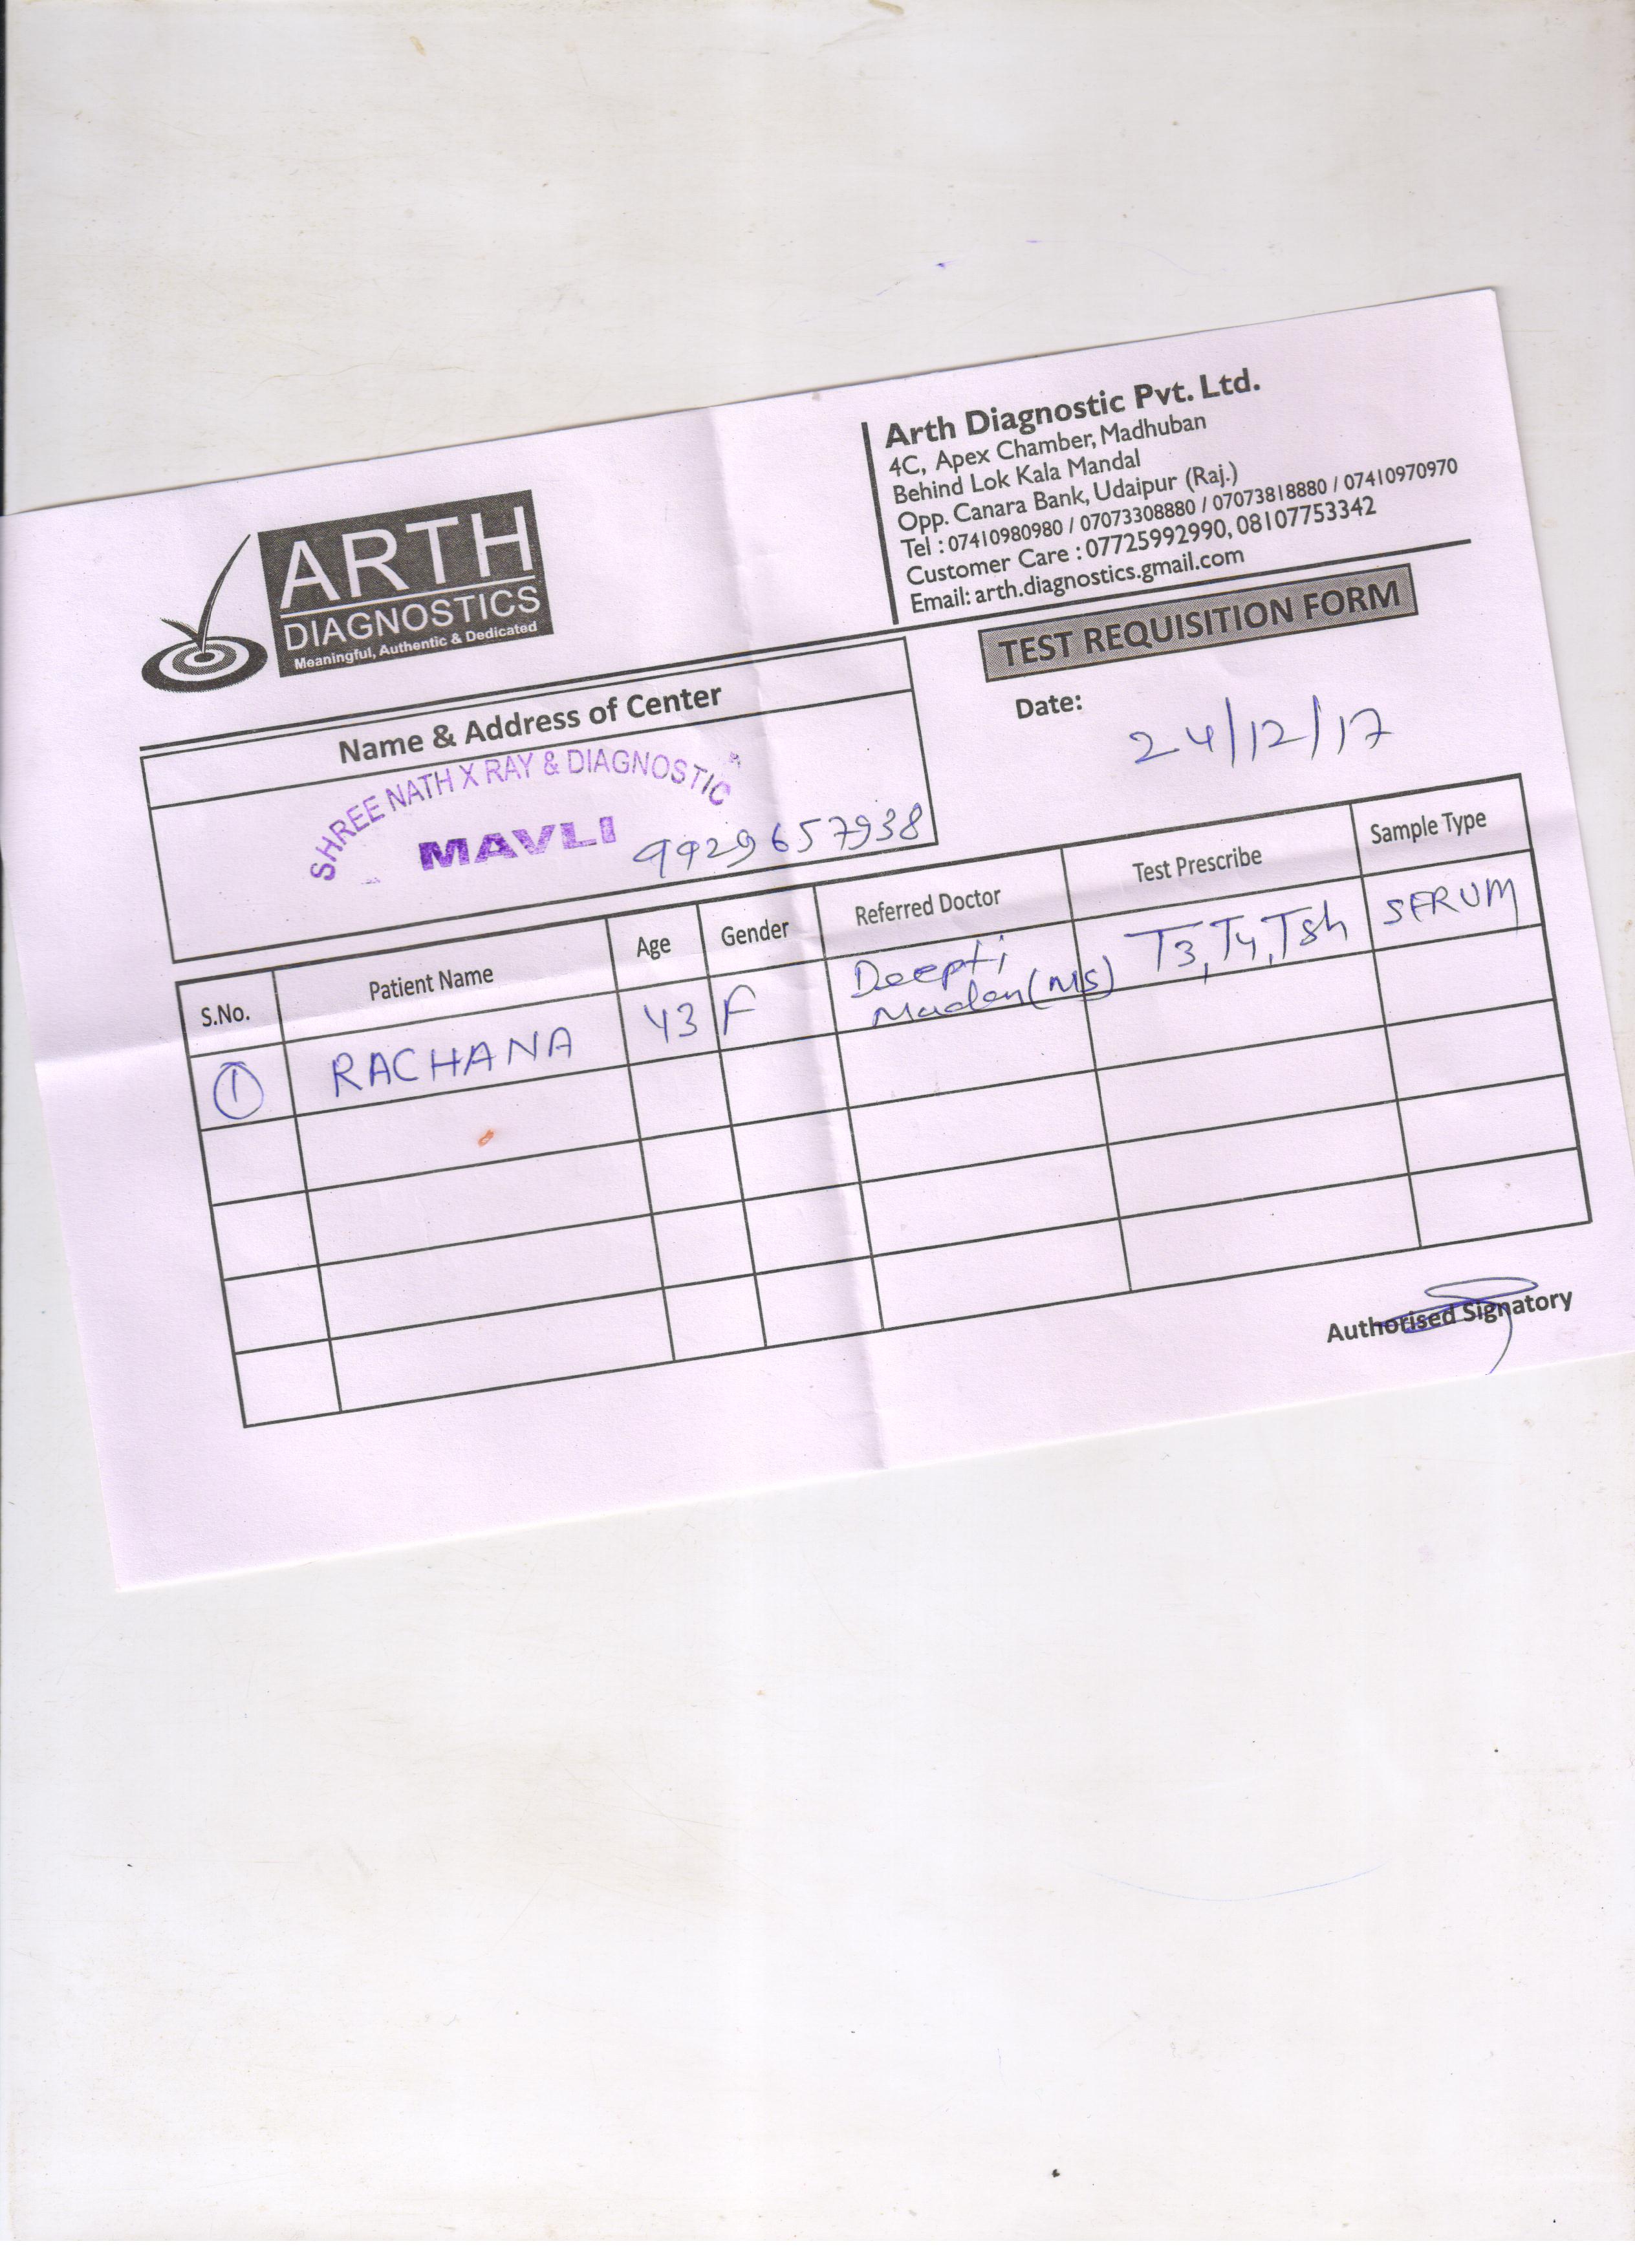 ARTH
DIAGNOSTICS
Meaningful, Authentic & Dedicated
Arth Diagnostic Pvt. Ltd.
4C, Apex Chamber, Madhuban
Behind Lok Kala Mandal
Opp. Canara Bank, Udaipur (Raj.)
Tel : 07410980980 / 07073308880 / 07073818880 / 07410970970
Customer Care : 07725992990, 08107753342
Email: arth.diagnostics.gmail.com
TEST REQUISITION FORM
Name & Address of Center
SHREE NATH X RAY & DIAGNOSTIC
MAVLI
9929657938
Date:
24/12/17
S.No. Patient Name Age Gender Referred Doctor Test Prescribe Sample Type
1 RACHANA 43 F Deepti T3, T4, Tsh SERUM
(MS)
Authorised Signatory